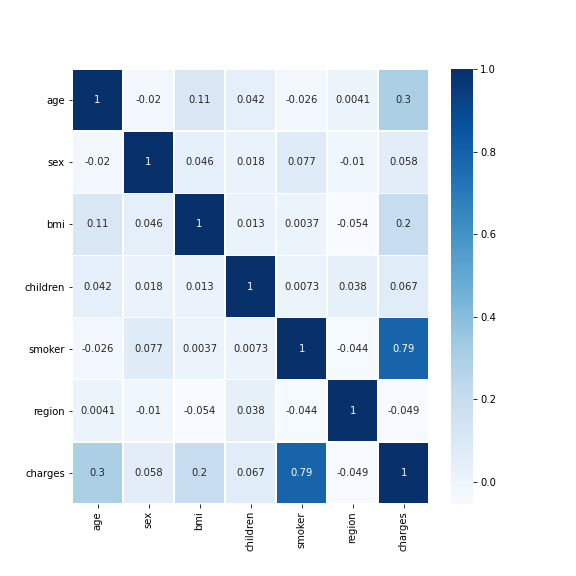 age 1 -0.02 0.11 0.042 -0.026 0.0041 0.3
sex -0.02 1 0.046 0.018 0.077 -0.01 0.058
bmi 0.11 0.046 1 0.013 0.0037 -0.054 0.2
children 0.042 0.018 0.013 1 0.0073 0.038 0.067
smoker -0.026 0.077 0.0037 0.0073 1 -0.044 0.79
region 0.0041 -0.01 -0.054 0.038 -0.044 1 -0.049
charges 0.3 0.058 0.2 0.067 0.79 -0.049 1
age sex bmi children smoker region charges
1.0
0.8
0.6
0.4
0.2
0.0